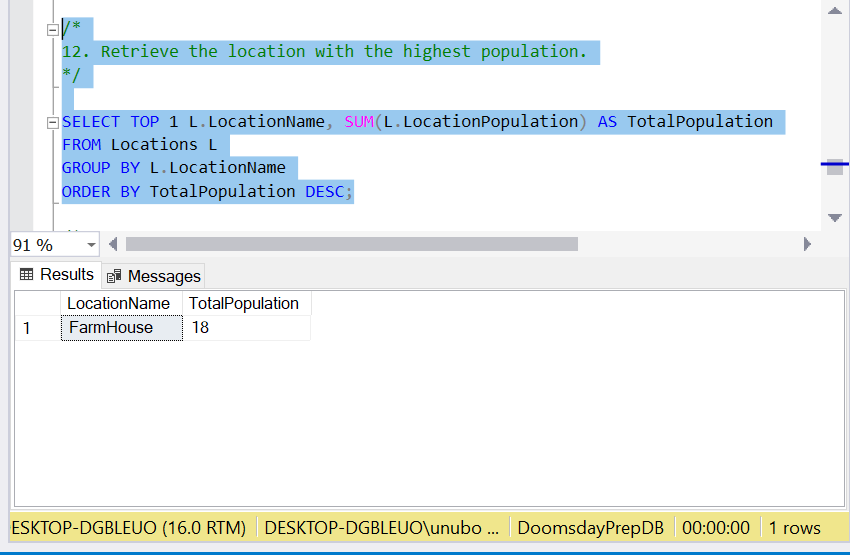 /*
12. Retrieve the location with the highest population.
*/
SELECT TOP 1 L.LocationName, SUM(L.LocationPopulation) AS TotalPopulation
FROM Locations L
GROUP BY L.LocationName
ORDER BY TotalPopulation DESC;
91 %
Results Messages
LocationName TotalPopulation
1 FarmHouse 18
ESKTOP-DGBLEUO (16.0 RTM) DESKTOP-DGBLEUO\unubo ... DoomsdayPrepDB 00:00:00 1 rows